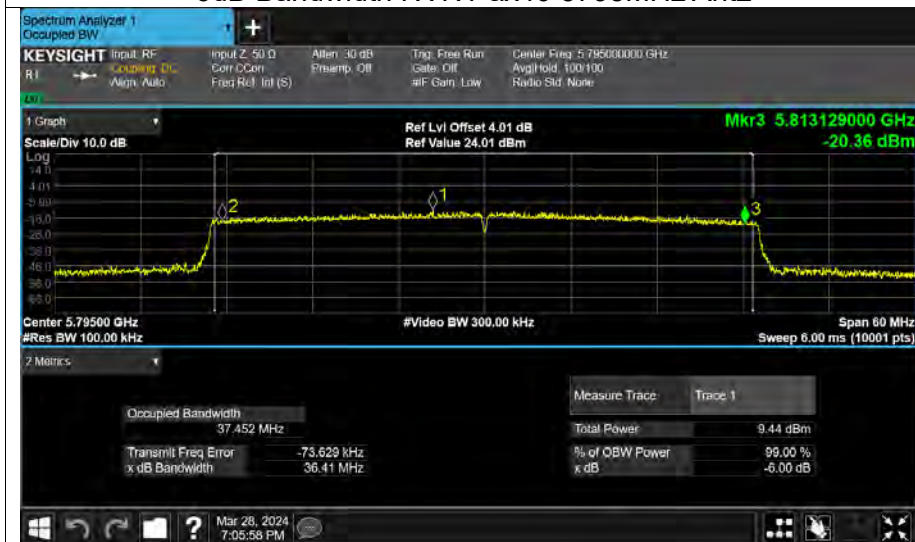 Spectrum Analyzer 1
Occupied BW
+
KEYSIGHT Input: RF Input Z: 50 Ω Atten: 30 dB Trig: Free Run Center Freq: 5.795000000 GHz
Coupling: DC Corr CCorr Preamp: Off Gate: Off Avg|Hold: 100/100
Align: Auto Freq Ref: Int (S) #IF Gain: Low Radio Std: None
1 Graph
Ref Lvl Offset 4.01 dB Mkr3 5.813129000 GHz
Scale/Div 10.0 dB Ref Value 24.01 dBm -20.36 dBm
Log
14.0
4.01
1
2
3
Center 5.79500 GHz #Video BW 300.00 kHz Span 60 MHz
#Res BW 100.00 kHz Sweep 6.00 ms (10001 pts)
2 Metrics
Measure Trace Trace 1
Occupied Bandwidth
37.452 MHz Total Power 9.44 dBm
Transmit Freq Error -73.629 kHz % of OBW Power 99.00 %
x dB Bandwidth 36.41 MHz x dB -6.00 dB
? Mar 28, 2024
7:05:58 PM